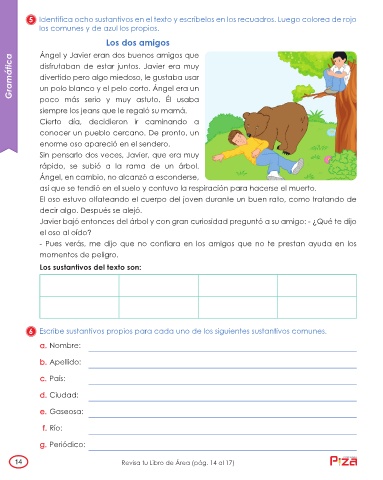 Gramática
5 Identifica ocho sustantivos en el texto y escríbelos en los recuadros. Luego colorea de rojo
los comunes y de azul los propios.
Los dos amigos
Ángel y Javier eran dos buenos amigos que
disfrutaban de estar juntos. Javier era muy
divertido pero algo miedoso, le gustaba usar
un polo blanco y el pelo corto. Ángel era un
poco más serio y muy astuto. Él usaba
siempre los jeans que le regaló su mamá.
Cierto día, decidieron ir caminando a
conocer un pueblo cercano. De pronto, un
enorme oso apareció en el sendero.
Sin pensarlo dos veces, Javier, que era muy
rápido, se subió a la rama de un árbol.
Ángel, en cambio, no alcanzó a esconderse,
así que se tendió en el suelo y contuvo la respiración para hacerse el muerto.
El oso estuvo olfateando el cuerpo del joven durante un buen rato, como tratando de
decir algo. Después se alejó.
Javier bajó entonces del árbol y con gran curiosidad preguntó a su amigo: - ¿Qué te dijo
el oso al oído?
- Pues verás, me dijo que no confiara en los amigos que no te prestan ayuda en los
momentos de peligro.
Los sustantivos del texto son:
6 Escribe sustantivos propios para cada uno de los siguientes sustantivos comunes.
a. Nombre:
b. Apellido:
c. País:
d. Ciudad:
e. Gaseosa:
f. Río:
g. Periódico:
14
Revisa tu Libro de Área (pág. 14 al 17)
Piza